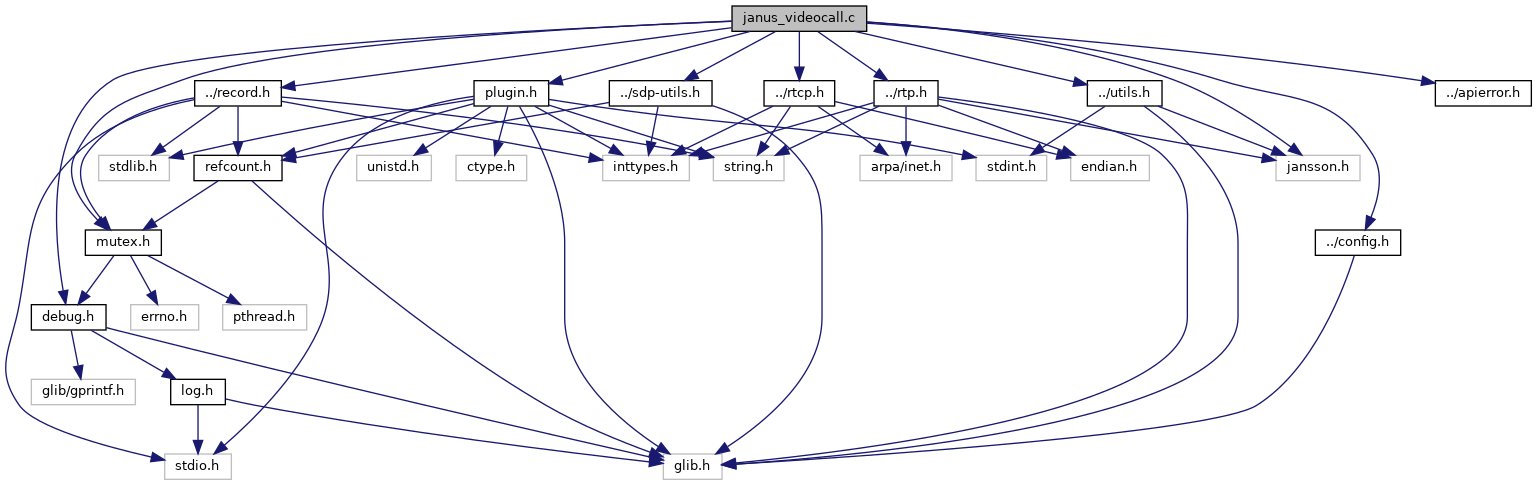 janus_videocall.c
../record.h
plugin.h
../sdp-utils.h
../rtcp.h
../rtp.h
../utils.h
../apierror.h
stdlib.h
refcount.h
unistd.h
ctype.h
inttypes.h
string.h
arpa/inet.h
stdint.h
endian.h
jansson.h
mutex.h
../config.h
debug.h
errno.h
pthread.h
glib/gprintf.h
log.h
stdio.h
glib.h